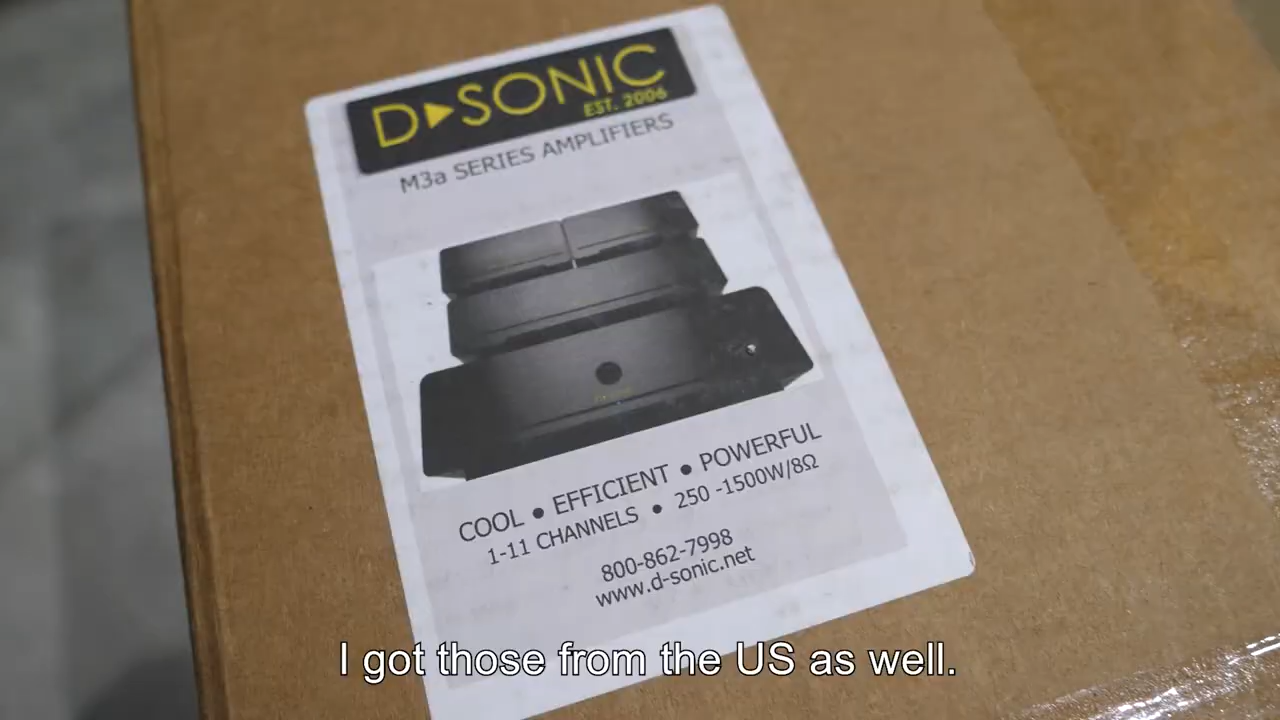 D▶SONIC
EST. 2006
M3a SERIES AMPLIFIERS
COOL • EFFICIENT • POWERFUL
1-11 CHANNELS • 250 -1500W/8Ω
800-862-7998
www.d-sonic.net
I got those from the US as well.